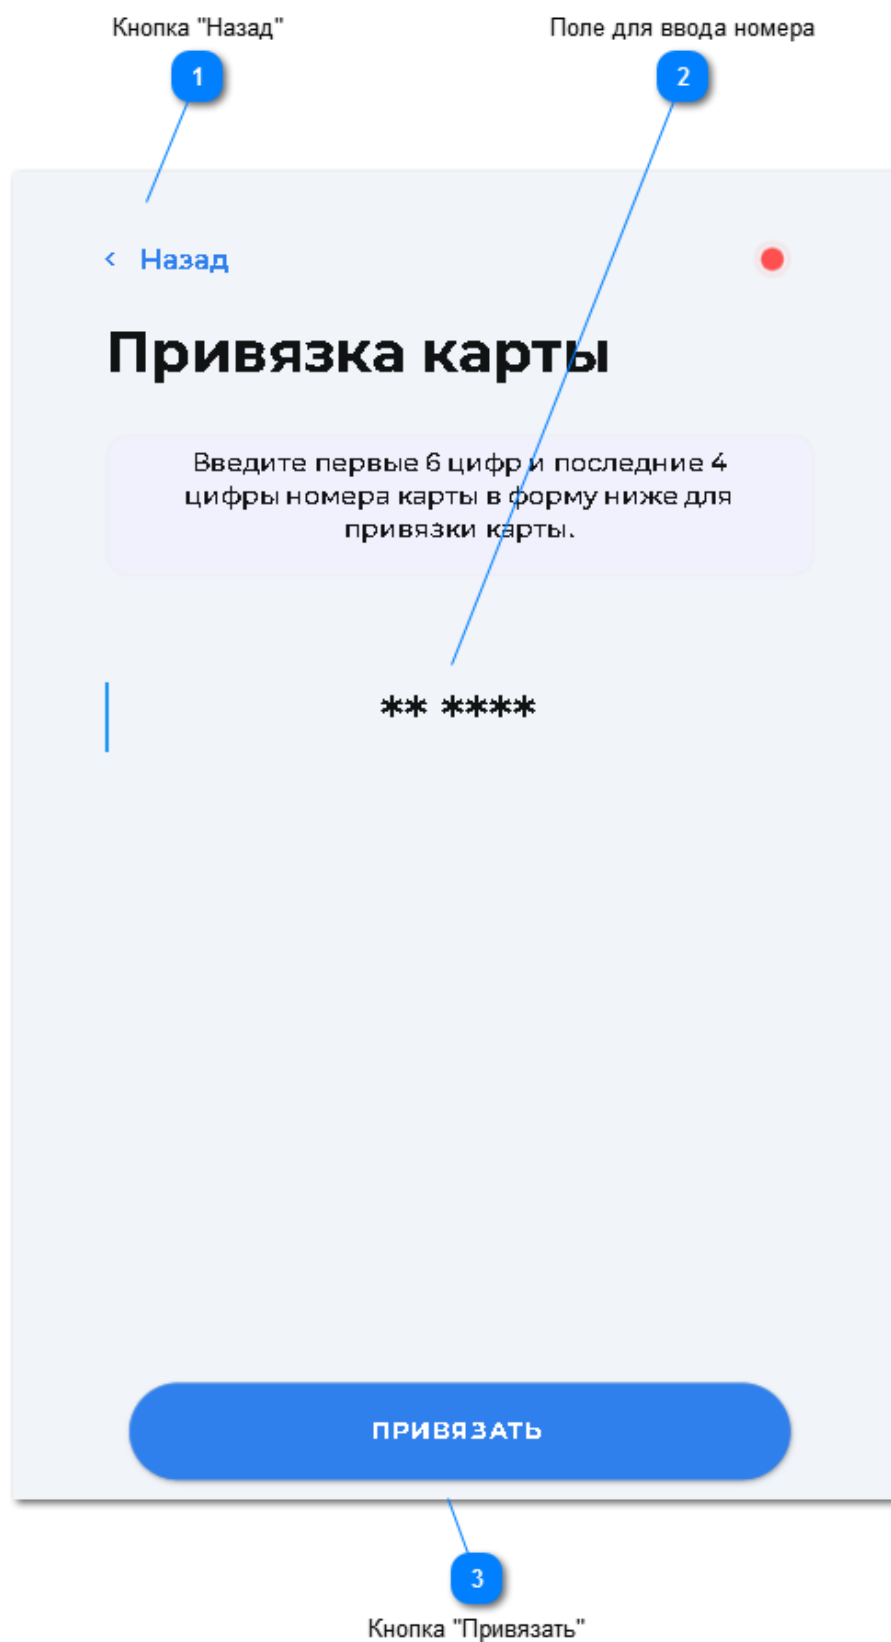 Кнопка "Назад"
Поле для ввода номера
1
2
< Назад
Привязка карты
Введите первые 6 цифр и последние 4
цифры номера карты в форму ниже для
привязки карты.
** ****
ПРИВЯЗАТЬ
3
Кнопка "Привязать"